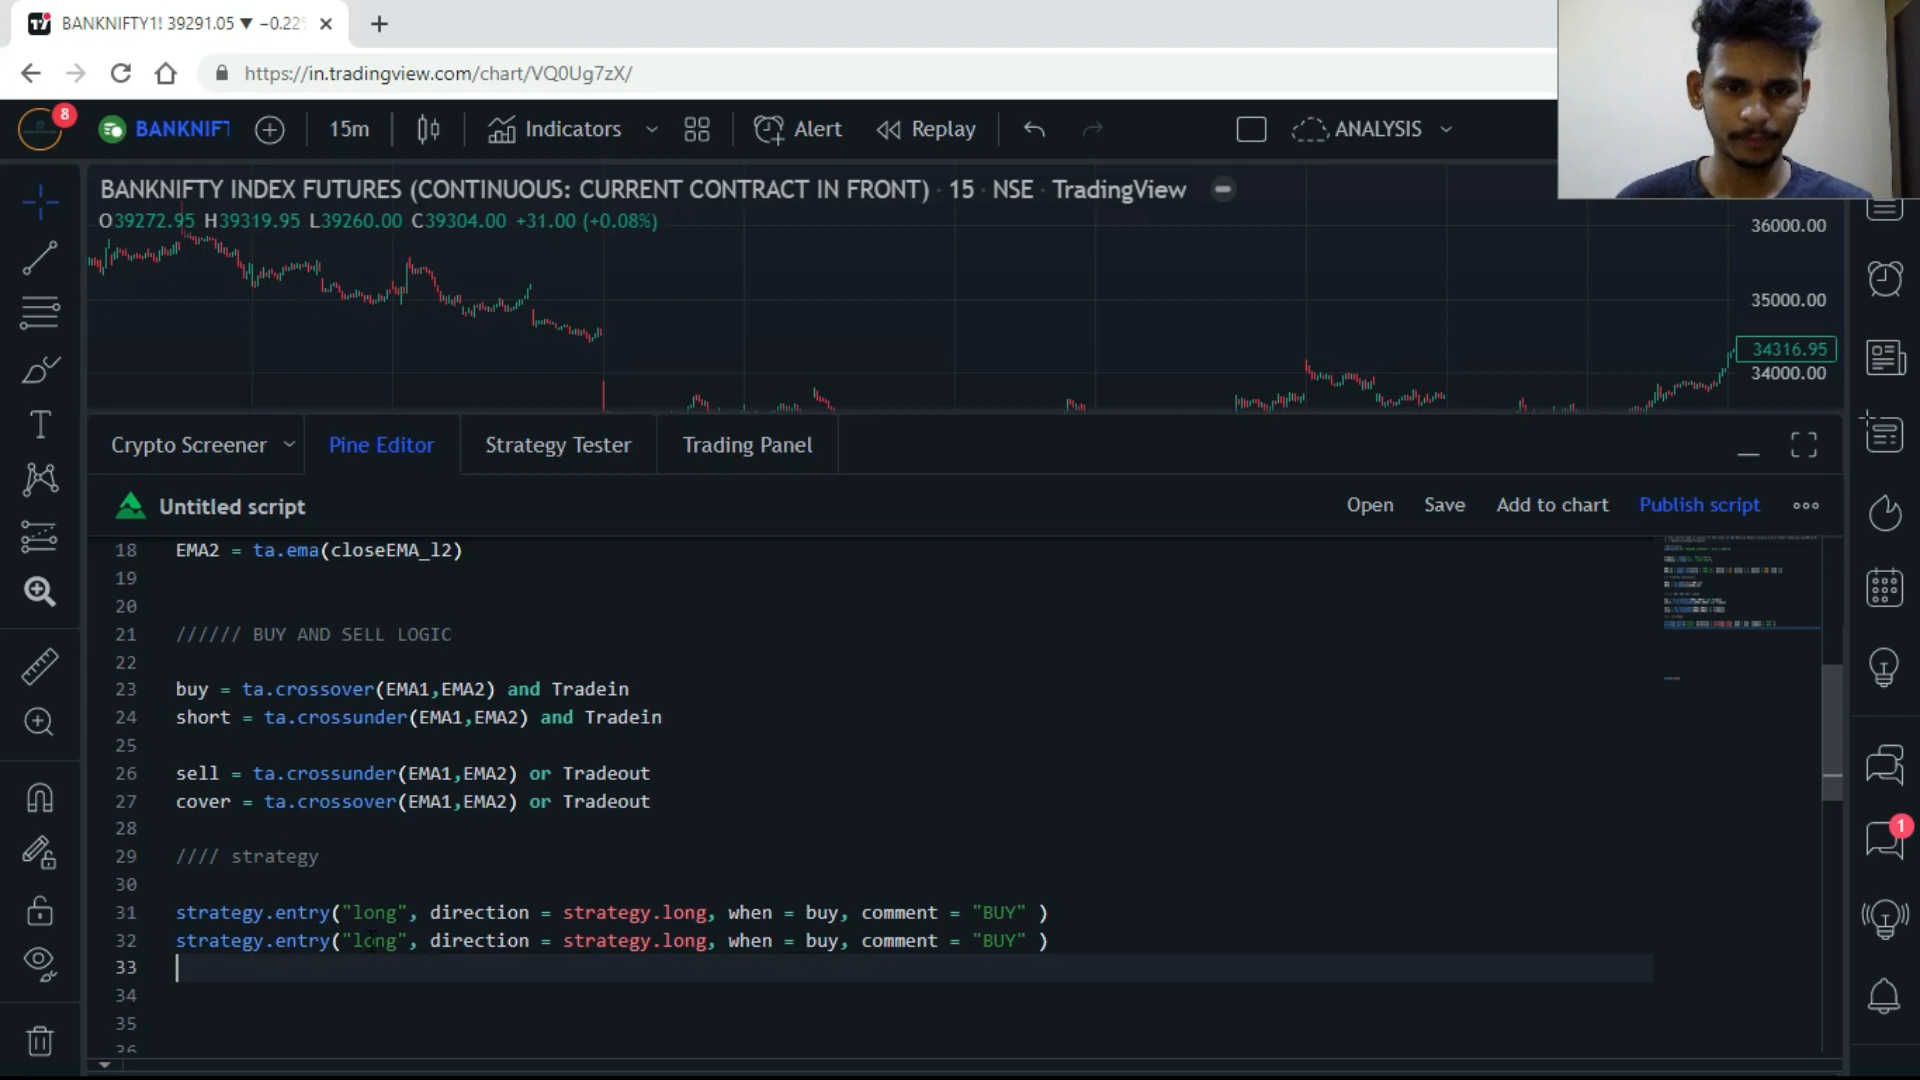 BANKNIFTY1! 39291.05 ▼ −0.22
https://in.tradingview.com/chart/VQ0Ug7zX/
8
BANKNIFT
15m
Indicators
Alert
Replay
ANALYSIS
BANKNIFTY INDEX FUTURES (CONTINUOUS: CURRENT CONTRACT IN FRONT) · 15 · NSE · TradingView
O39272.95 H39319.95 L39260.00 C39304.00 +31.00 (+0.08%)
36000.00
35000.00
34316.95
34000.00
Crypto Screener
Pine Editor
Strategy Tester
Trading Panel
Untitled script
Open
Save
Add to chart
Publish script
18 EMA2 = ta.ema(closeEMA_l2)
19
20
21 ////// BUY AND SELL LOGIC
22
23 buy = ta.crossover(EMA1,EMA2) and Tradein
24 short = ta.crossunder(EMA1,EMA2) and Tradein
25
26 sell = ta.crossunder(EMA1,EMA2) or Tradeout
27 cover = ta.crossover(EMA1,EMA2) or Tradeout
28
29 //// strategy
30
31 strategy.entry("long", direction = strategy.long, when = buy, comment = "BUY" )
32 strategy.entry("long", direction = strategy.long, when = buy, comment = "BUY" )
33
34
35
36
1